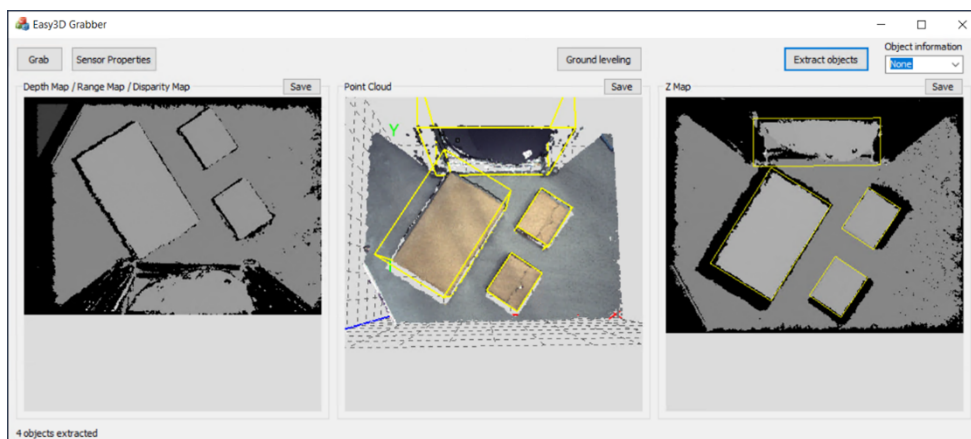 Easy3D Grabber
Grab
Sensor Properties
Ground leveling
Extract objects
Object information
None
Depth Map / Range Map / Disparity Map
Save
Point Cloud
Save
Z Map
Save
Y
4 objects extracted